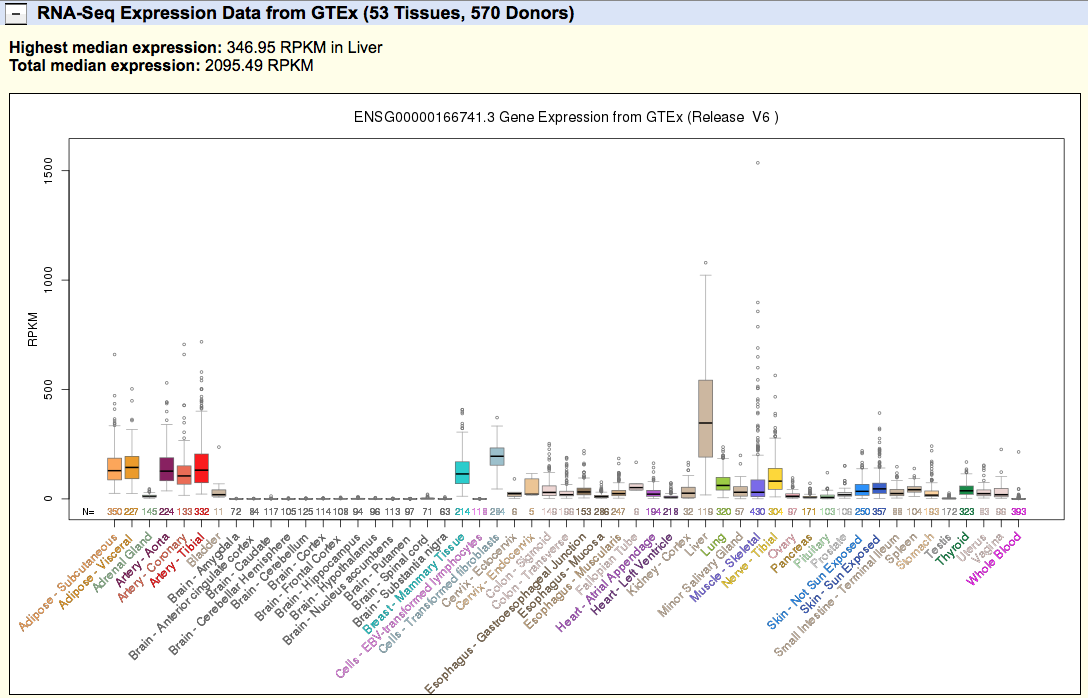 − RNA-Seq Expression Data from GTEx (53 Tissues, 570 Donors)
Highest median expression: 346.95 RPKM in Liver
Total median expression: 2095.49 RPKM
ENSG00000166741.3 Gene Expression from GTEx (Release V6 )
RPKM
1500
1000
500
0
N= 350 227 145 224 133 332 11 72 84 117 105 125 114 108 94 96 113 97 71 63 214 118 284 6 5 149 196 153 286 247 6 194 218 32 119 320 57 430 304 97 171 103 106 250 357 88 104 193 172 323 83 96 393
Adipose - Subcutaneous
Adipose - Visceral
Adrenal Gland
Artery - Aorta
Artery - Coronary
Artery - Tibial
Bladder
Brain - Amygdala
Brain - Anterior cingulate cortex
Brain - Caudate
Brain - Cerebellar Hemisphere
Brain - Cerebellum
Brain - Cortex
Brain - Frontal Cortex
Brain - Hippocampus
Brain - Hypothalamus
Brain - Nucleus accumbens
Brain - Putamen
Brain - Spinal cord
Brain - Substantia nigra
Breast - Mammary Tissue
Cells - EBV-transformed lymphocytes
Cells - Transformed fibroblasts
Cervix - Ectocervix
Cervix - Endocervix
Colon - Sigmoid
Colon - Transverse
Esophagus - Gastroesophageal Junction
Esophagus - Mucosa
Esophagus - Muscularis
Fallopian Tube
Heart - Atrial Appendage
Heart - Left Ventricle
Kidney - Cortex
Liver
Lung
Minor Salivary Gland
Muscle - Skeletal
Nerve - Tibial
Ovary
Pancreas
Pituitary
Prostate
Skin - Not Sun Exposed
Skin - Sun Exposed
Small Intestine - Terminal Ileum
Spleen
Stomach
Testis
Thyroid
Uterus
Vagina
Whole Blood